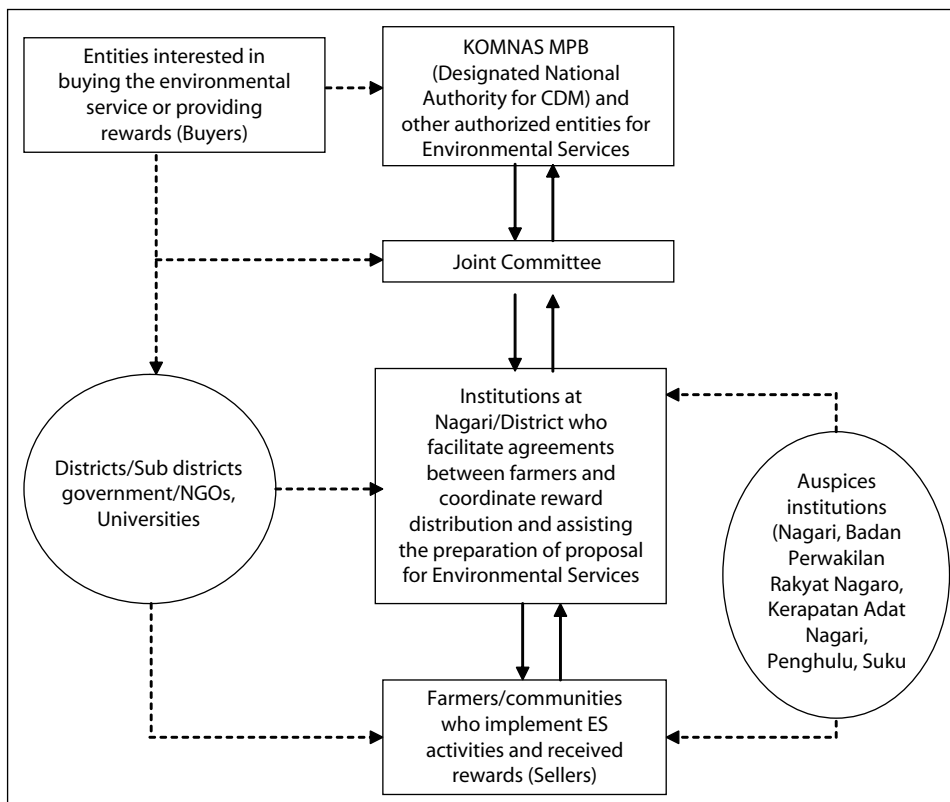 Entities interested in
buying the environmental
service or providing
rewards (Buyers)
KOMNAS MPB
(Designated National
Authority for CDM) and
other authorized entities for
Environmental Services
Joint Committee
Districts/Sub districts
government/NGOs,
Universities
Institutions at
Nagari/District who
facilitate agreements
between farmers and
coordinate reward
distribution and assisting
the preparation of proposal
for Environmental Services
Auspices
institutions
(Nagari, Badan
Perwakilan
Rakyat Nagaro,
Kerapatan Adat
Nagari,
Penghulu, Suku
Farmers/communities
who implement ES
activities and received
rewards (Sellers)